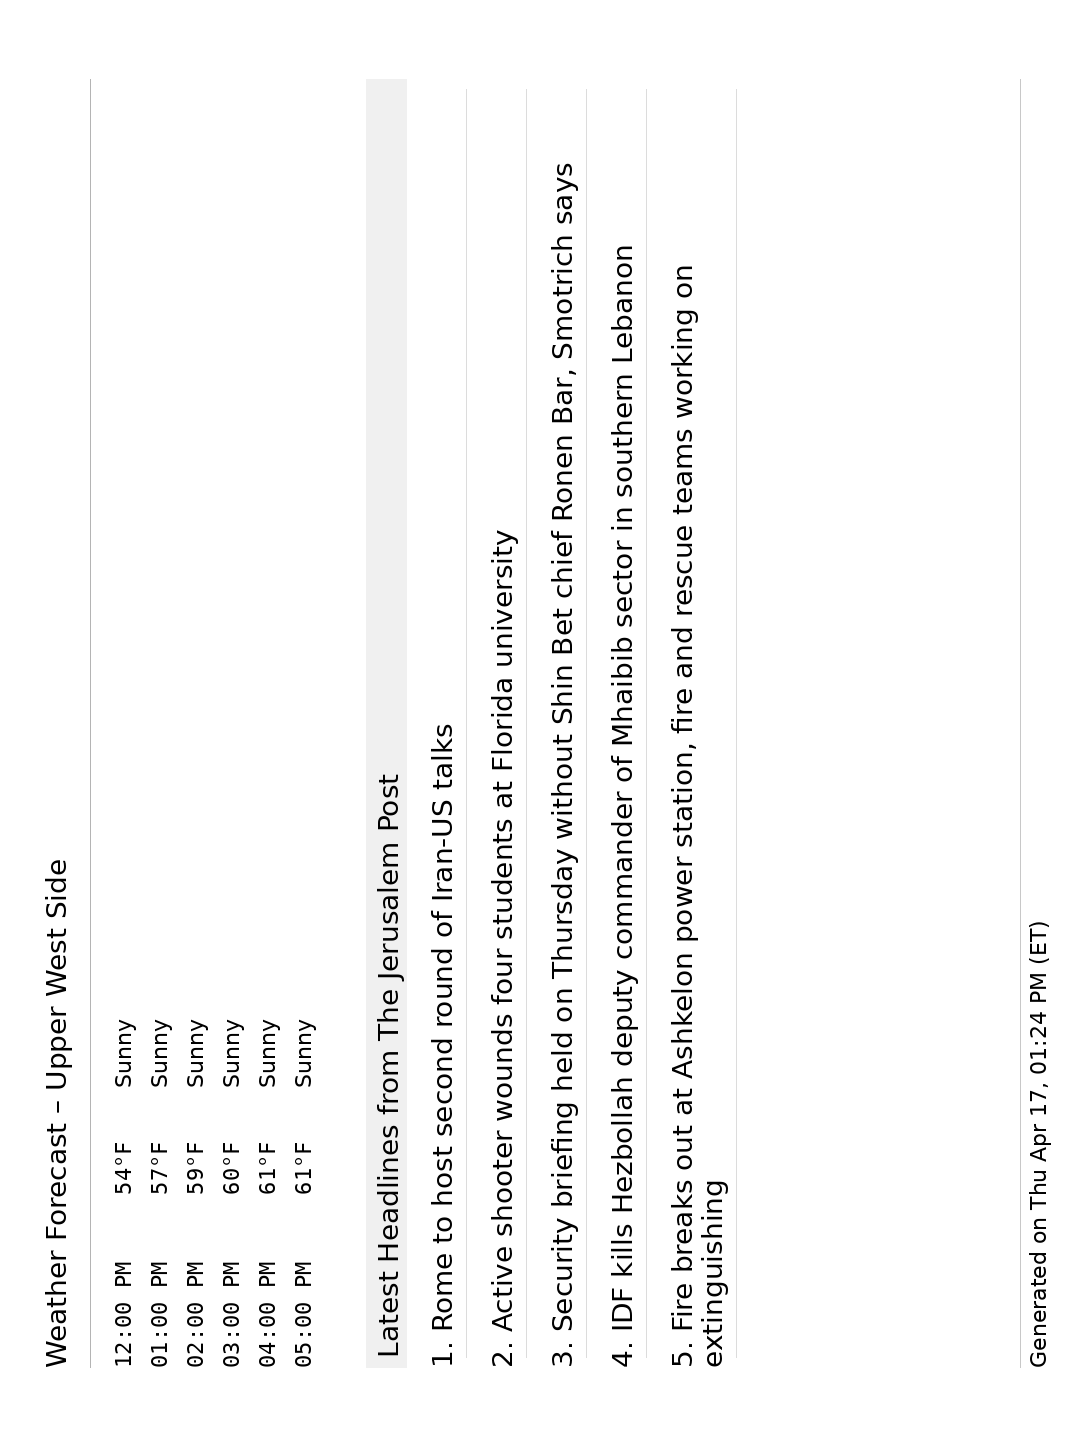 Weather Forecast – Upper West Side
12:00 PM 54°F Sunny
01:00 PM 57°F Sunny
02:00 PM 59°F Sunny
03:00 PM 60°F Sunny
04:00 PM 61°F Sunny
05:00 PM 61°F Sunny
Latest Headlines from The Jerusalem Post
1. Rome to host second round of Iran-US talks
2. Active shooter wounds four students at Florida university
3. Security briefing held on Thursday without Shin Bet chief Ronen Bar, Smotrich says
4. IDF kills Hezbollah deputy commander of Mhaibib sector in southern Lebanon
5. Fire breaks out at Ashkelon power station, fire and rescue teams working on
extinguishing
Generated on Thu Apr 17, 01:24 PM (ET)